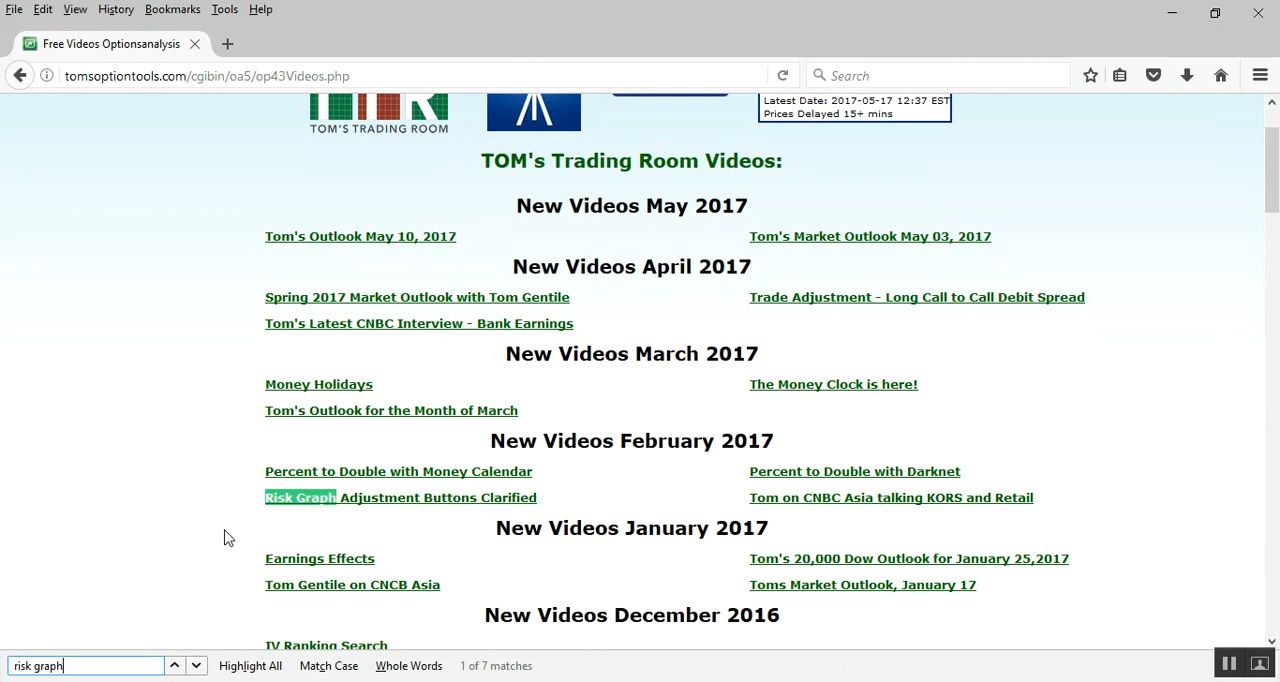 File Edit View History Bookmarks Tools Help
Free Videos Optionsanalysis
tomsoptiontools.com/cgibin/oa5/op43Videos.php
Search
TOM'S TRADING ROOM
Latest Date: 2017-05-17 12:37 EST
Prices Delayed 15+ mins
TOM's Trading Room Videos:
New Videos May 2017
Tom's Outlook May 10, 2017 Tom's Market Outlook May 03, 2017
New Videos April 2017
Spring 2017 Market Outlook with Tom Gentile Trade Adjustment - Long Call to Call Debit Spread
Tom's Latest CNBC Interview - Bank Earnings
New Videos March 2017
Money Holidays The Money Clock is here!
Tom's Outlook for the Month of March
New Videos February 2017
Percent to Double with Money Calendar Percent to Double with Darknet
Risk Graph Adjustment Buttons Clarified Tom on CNBC Asia talking KORS and Retail
New Videos January 2017
Earnings Effects Tom's 20,000 Dow Outlook for January 25,2017
Tom Gentile on CNCB Asia Toms Market Outlook, January 17
New Videos December 2016
IV Ranking Search
risk graph Highlight All Match Case Whole Words 1 of 7 matches